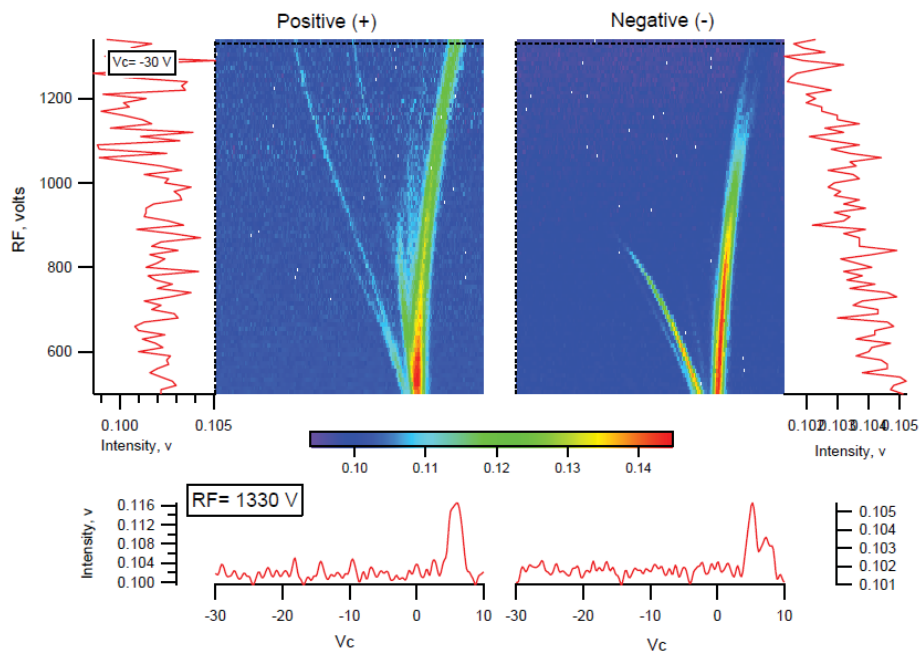 Positive (+) Negative (-)
Vc= -30 V
1200
1000
800
600
RF, volts
0.100 0.105
Intensity, v
0.102 0.103 0.104 0.105
Intensity, v
0.10 0.11 0.12 0.13 0.14
RF= 1330 V
0.116
0.112
0.108
0.104
0.100
Intensity, v
0.105
0.104
0.103
0.102
0.101
-30 -20 -10 0 10
Vc
-30 -20 -10 0 10
Vc